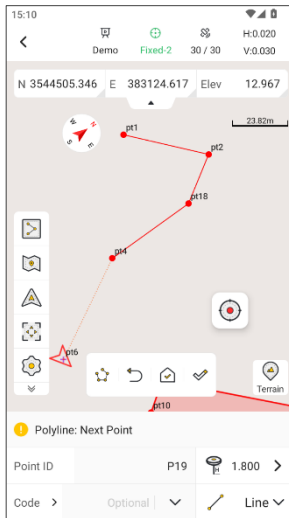 15:10
Demo Fixed-2 30 / 30 H:0.020 V:0.030
N 3544505.346 E 383124.617 Elev 12.967
N
W
S
E
pt1
23.82m
pt2
pt18
pt4
pt6
Terrain
pt10
Polyline: Next Point
Point ID P19 H 1.800
Code Optional Line